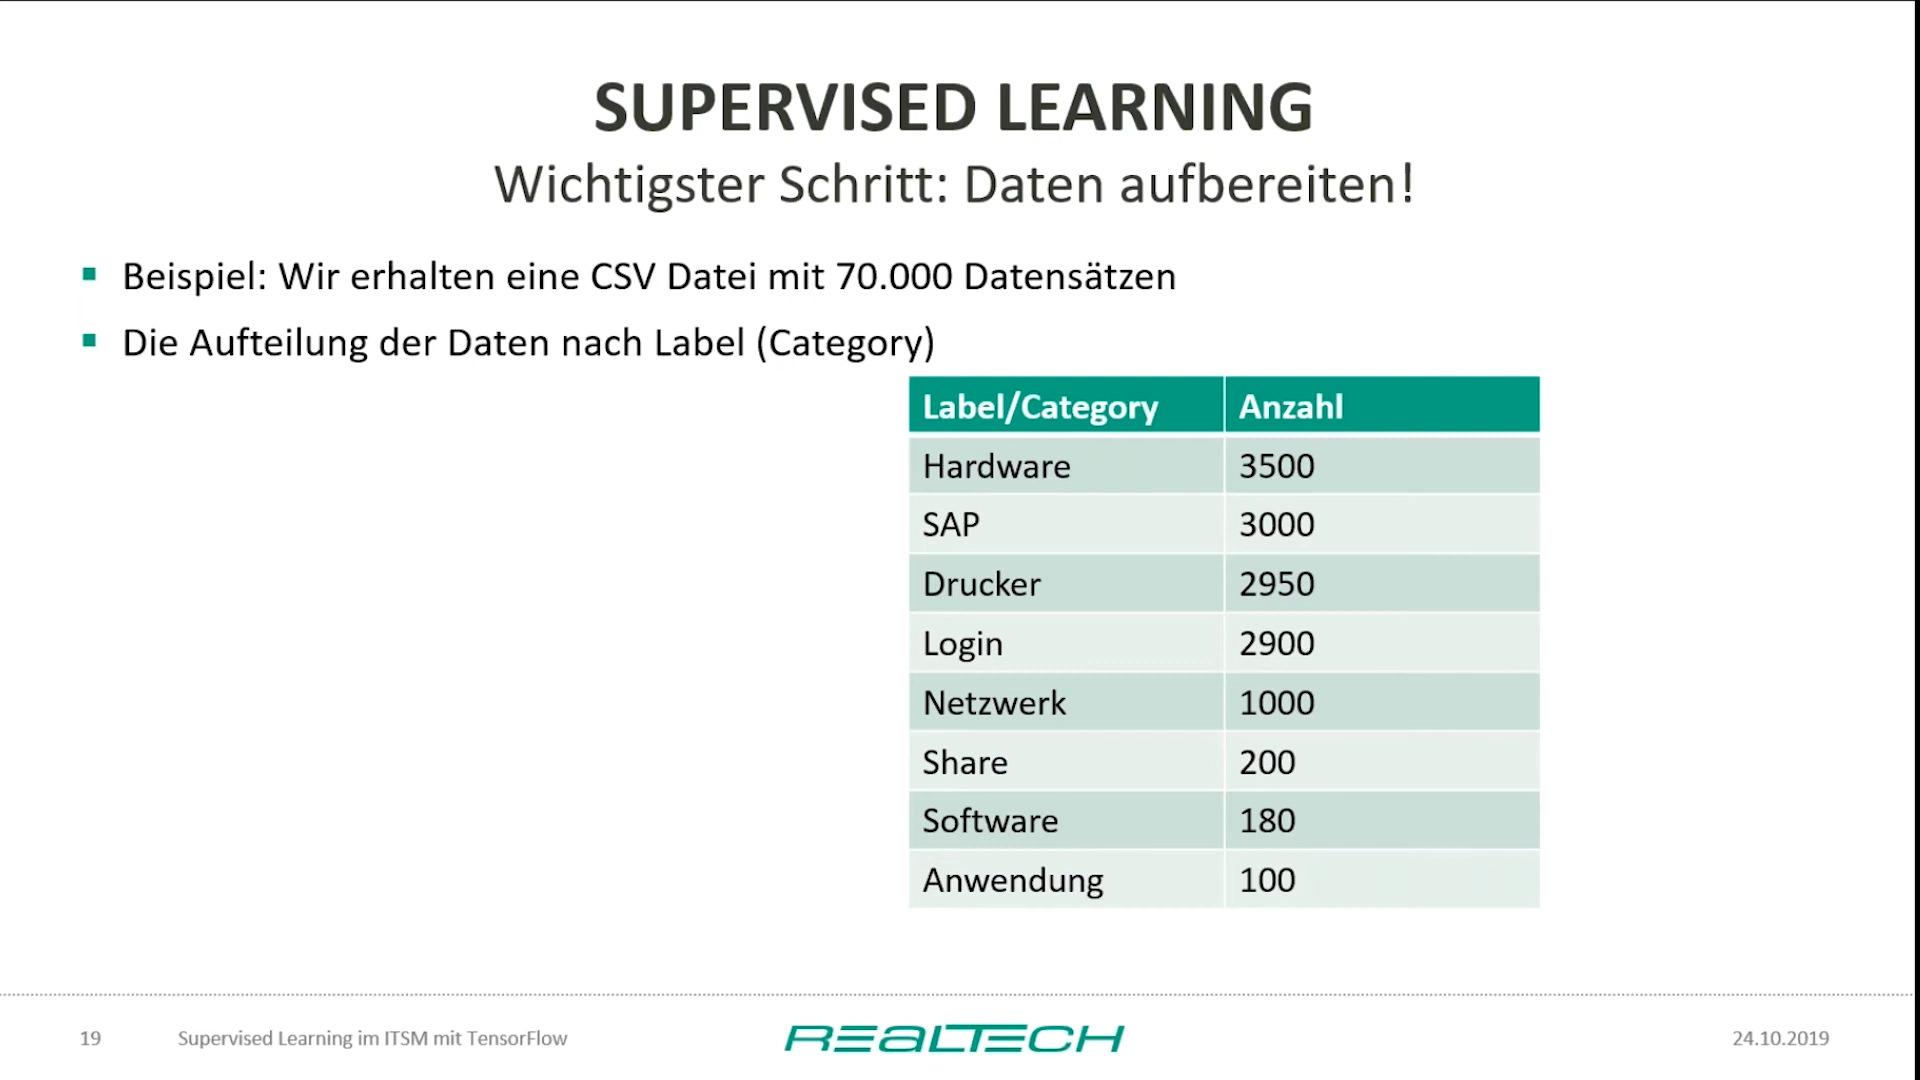 SUPERVISED LEARNING
Wichtigster Schritt: Daten aufbereiten!
Beispiel: Wir erhalten eine CSV Datei mit 70.000 Datensätzen
Die Aufteilung der Daten nach Label (Category)
Label/Category Anzahl
Hardware 3500
SAP 3000
Drucker 2950
Login 2900
Netzwerk 1000
Share 200
Software 180
Anwendung 100
19 Supervised Learning im ITSM mit TensorFlow REALTECH 24.10.2019